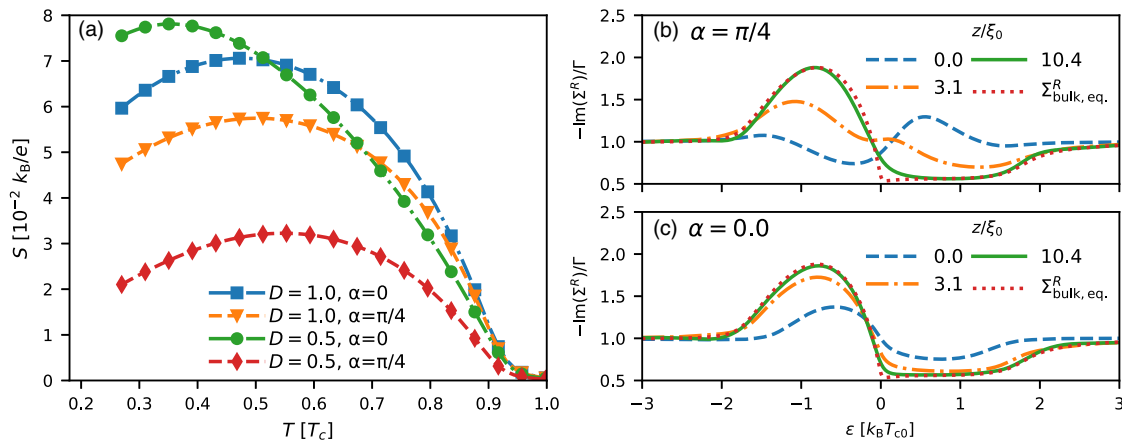 (a)
8
7
6
5
4
3
2
1
0
S [10⁻² k_B/e]
D = 1.0, α=0
D = 1.0, α=π/4
D = 0.5, α=0
D = 0.5, α=π/4
0.2 0.3 0.4 0.5 0.6 0.7 0.8 0.9 1.0
T [T_c]
(b) α = π/4
z/ξ₀
0.0 10.4
3.1 Σ^R_bulk, eq.
2.5
2.0
1.5
1.0
0.5
−Im(Σ^R)/Γ
(c) α = 0.0
z/ξ₀
0.0 10.4
3.1 Σ^R_bulk, eq.
2.5
2.0
1.5
1.0
0.5
−Im(Σ^R)/Γ
−3 −2 −1 0 1 2 3
ε [k_BT_c0]